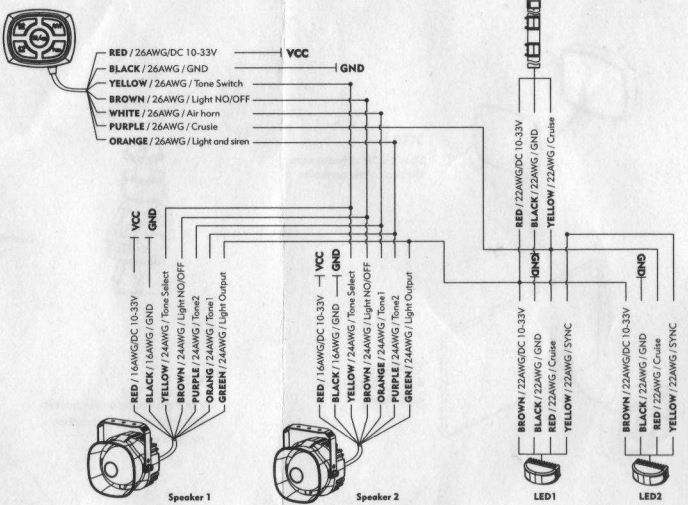 RED / 26AWG/DC 10-33V
VCC
BLACK / 26AWG / GND
GND
YELLOW / 26AWG / Tone Switch
BROWN / 26AWG / Light NO/OFF
WHITE / 26AWG / Air horn
PURPLE / 26AWG / Crusie
ORANGE / 26AWG / Light and siren
RED / 22AWG/DC 10-33V
BLACK / 22AWG / GND
YELLOW / 22AWG / Cruise
VCC
GND
RED / 16AWG/DC 10-33V
BLACK / 16AWG / GND
YELLOW / 24AWG / Tone Select
BROWN / 24AWG / Light NO/OFF
PURPLE / 24AWG / Tone2
ORANG / 24AWG / Tone1
GREEN / 24AWG / Light Output
VCC
GND
RED / 16AWG/DC 10-33V
BLACK / 16AWG / GND
YELLOW / 24AWG / Tone Select
BROWN / 24AWG / Light NO/OFF
ORANGE / 24AWG / Tone1
PURPLE / 24AWG / Tone2
GREEN / 24AWG / Light Output
GND
BROWN / 22AWG/DC 10-33V
BLACK / 22AWG / GND
RED / 22AWG / Cruise
YELLOW / 22AWG / SYNC
GND
BROWN / 22AWG/DC 10-33V
BLACK / 22AWG / GND
RED / 22AWG / Cruise
YELLOW / 22AWG / SYNC
Speaker 1
Speaker 2
LED1
LED2